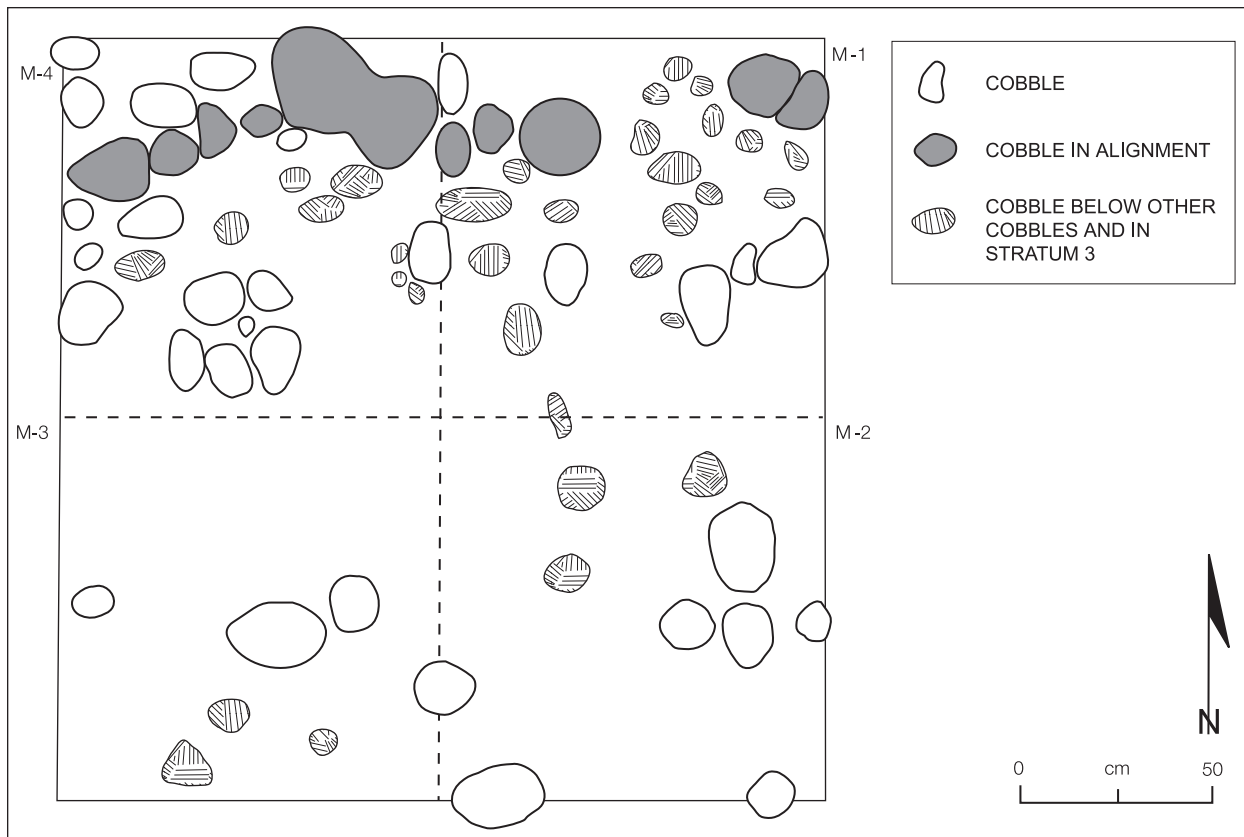 M-4
M-1
COBBLE
COBBLE IN ALIGNMENT
COBBLE BELOW OTHER
COBBLES AND IN
STRATUM 3
M-3
M-2
N
0 cm 50